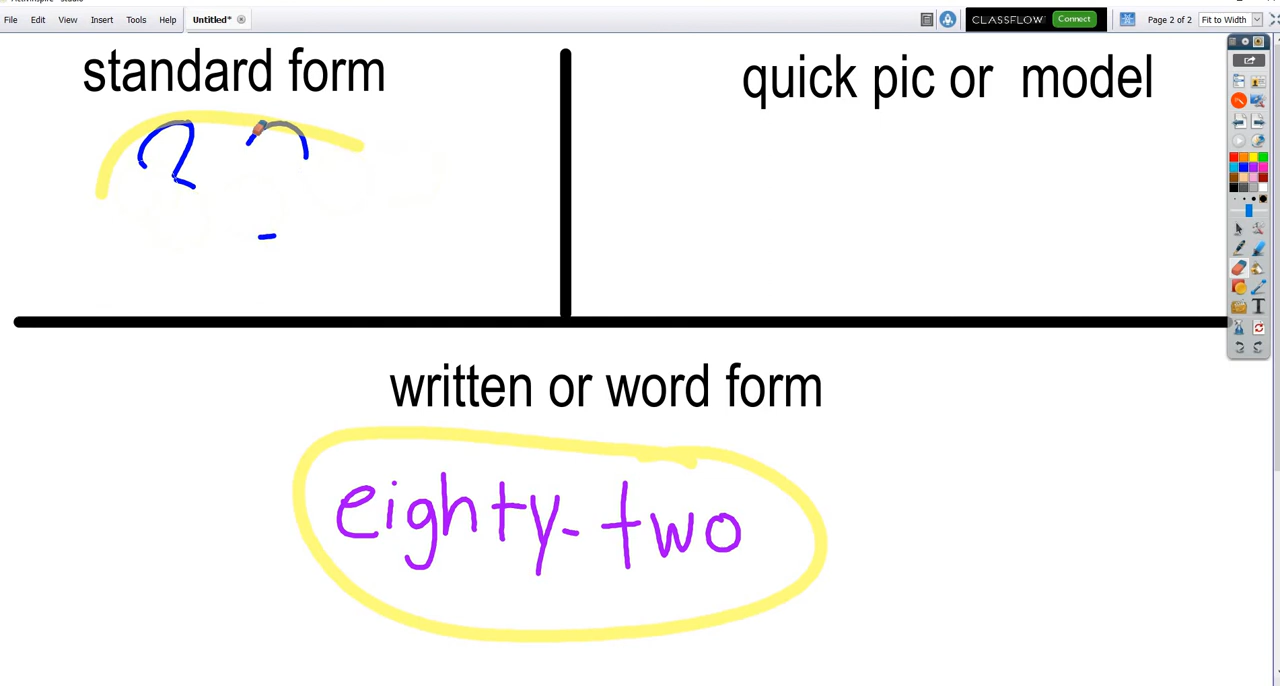 File Edit View Insert Tools Help Untitled*
CLASSFLOW Connect Page 2 of 2 Fit to Width
standard form
quick pic or model
written or word form
eighty-two